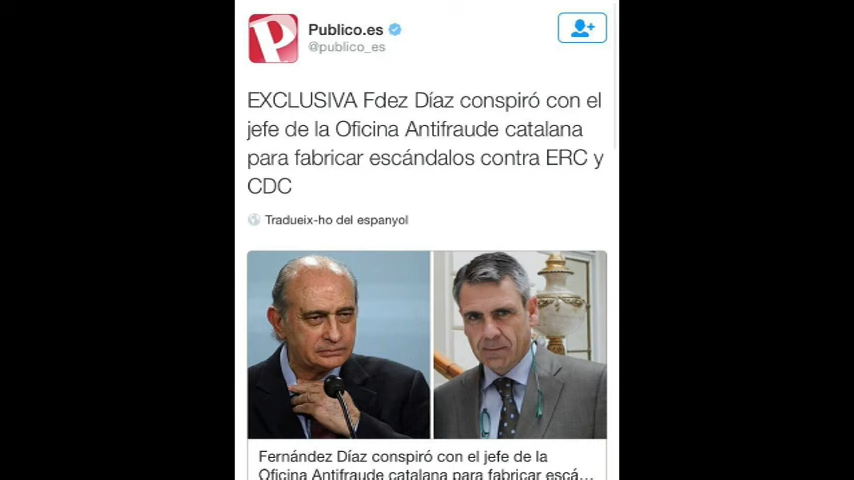 Publico.es
@publico_es
EXCLUSIVA Fdez Díaz conspiró con el
jefe de la Oficina Antifraude catalana
para fabricar escándalos contra ERC y
CDC
Tradueix-ho del espanyol
Fernández Díaz conspiró con el jefe de la
Oficina Antifraude catalana para fabricar escá...